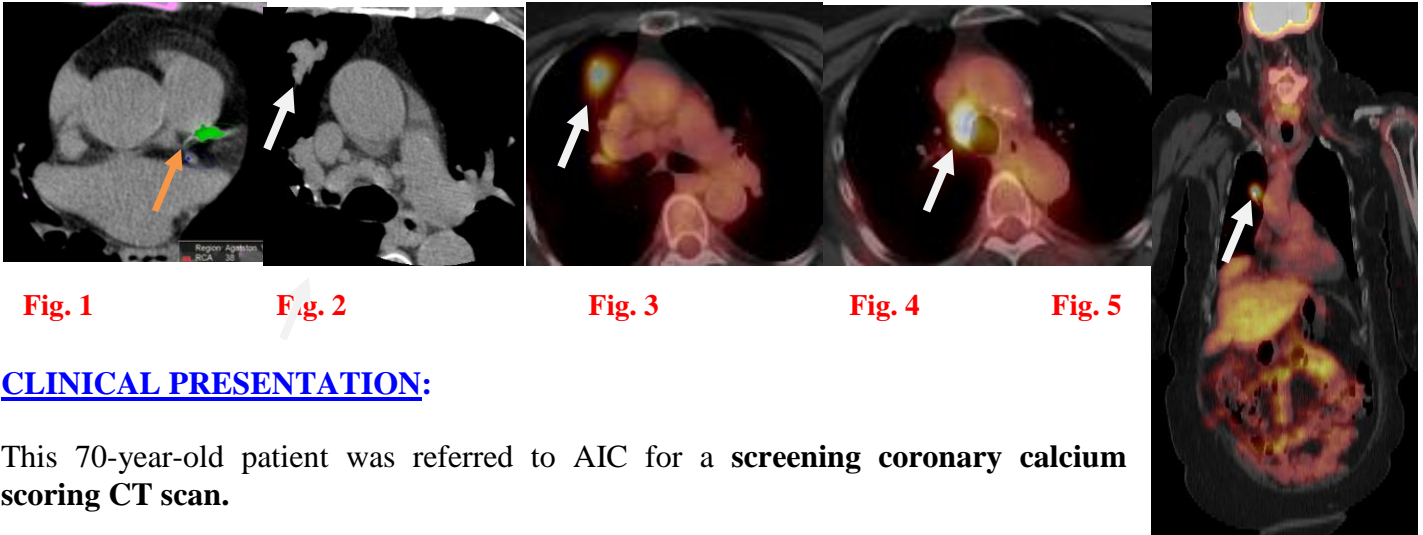 Region Agatston
RCA 38
Fig. 1 Fig. 2 Fig. 3 Fig. 4 Fig. 5
CLINICAL PRESENTATION:
This 70-year-old patient was referred to AIC for a screening coronary calcium
scoring CT scan.